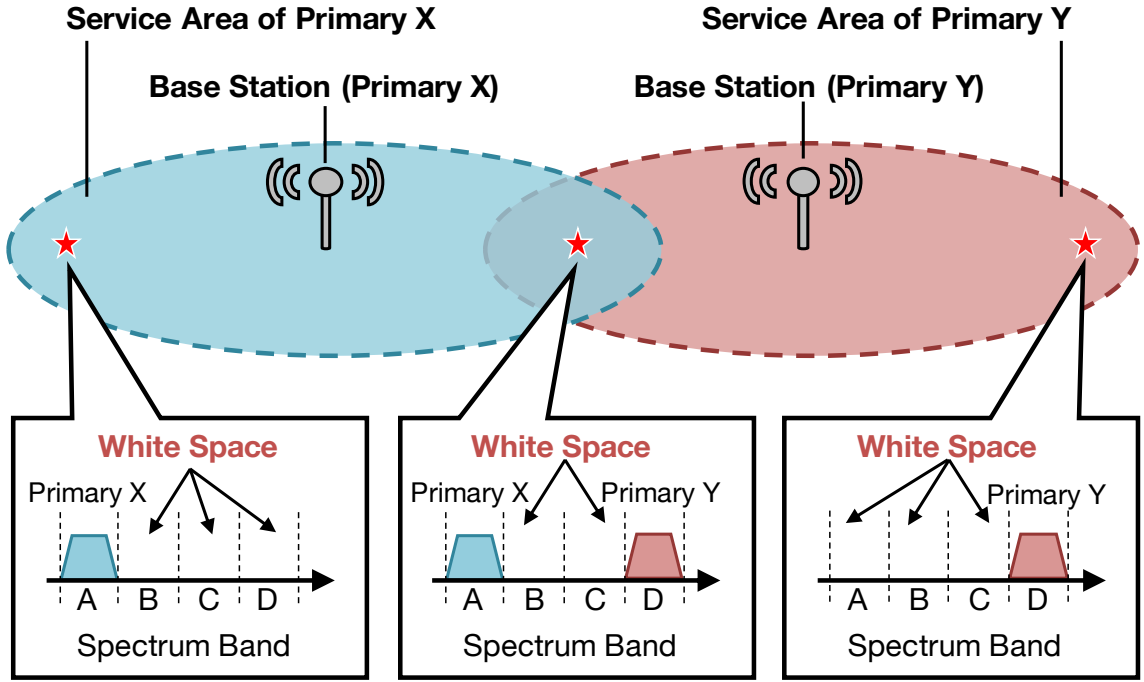 Service Area of Primary X
Service Area of Primary Y
Base Station (Primary X)
Base Station (Primary Y)
White Space
Primary X
A B C D
Spectrum Band
White Space
Primary X
Primary Y
A B C D
Spectrum Band
White Space
Primary Y
A B C D
Spectrum Band